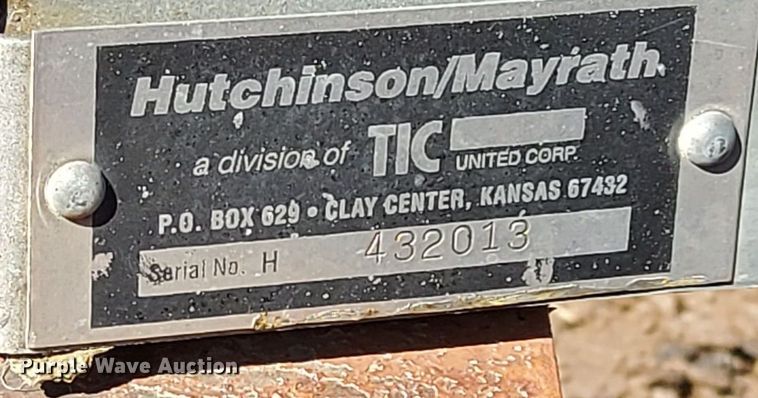 Hutchinson/Mayrath
a division of TIC UNITED CORP.
P.O. BOX 629 • CLAY CENTER, KANSAS 67432
Serial No. H 432013
Purple Wave Auction